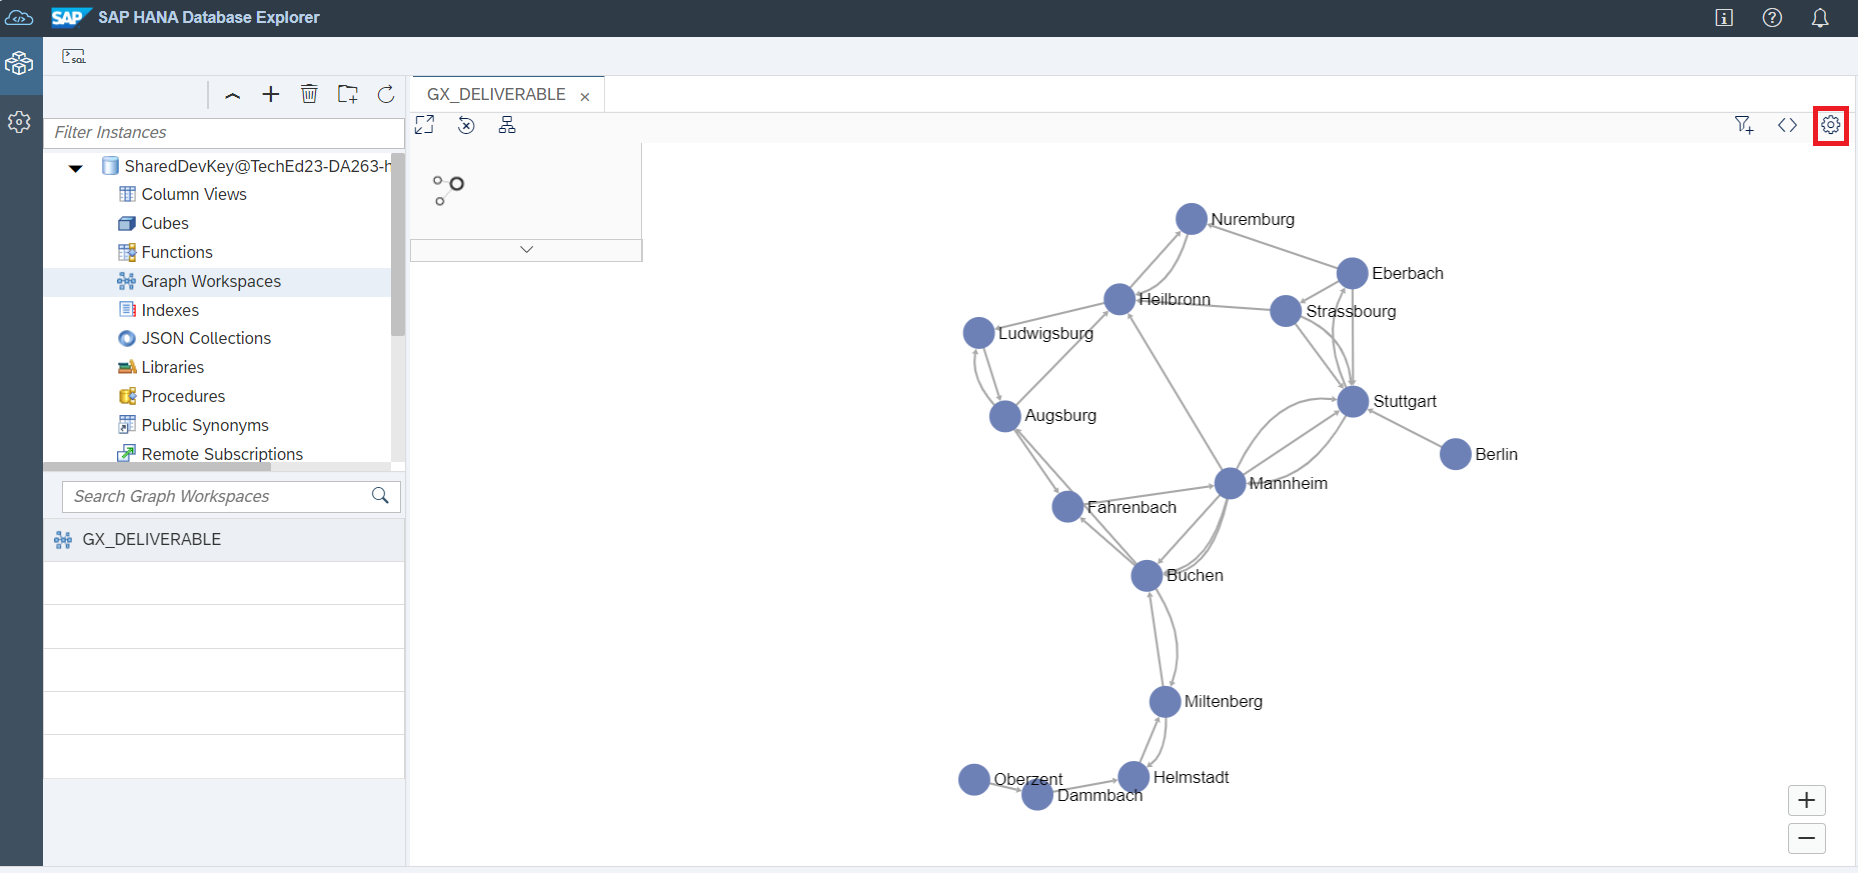 SAP SAP HANA Database Explorer
SQL
GX_DELIVERABLE
Filter Instances
SharedDevKey@TechEd23-DA263-h
Column Views
Cubes
Functions
Graph Workspaces
Indexes
JSON Collections
Libraries
Procedures
Public Synonyms
Remote Subscriptions
Search Graph Workspaces
GX_DELIVERABLE
Nuremburg
Eberbach
Heilbronn
Strassbourg
Ludwigsburg
Stuttgart
Augsburg
Berlin
Mannheim
Fahrenbach
Buchen
Miltenberg
Oberzent
Helmstadt
Dammbach